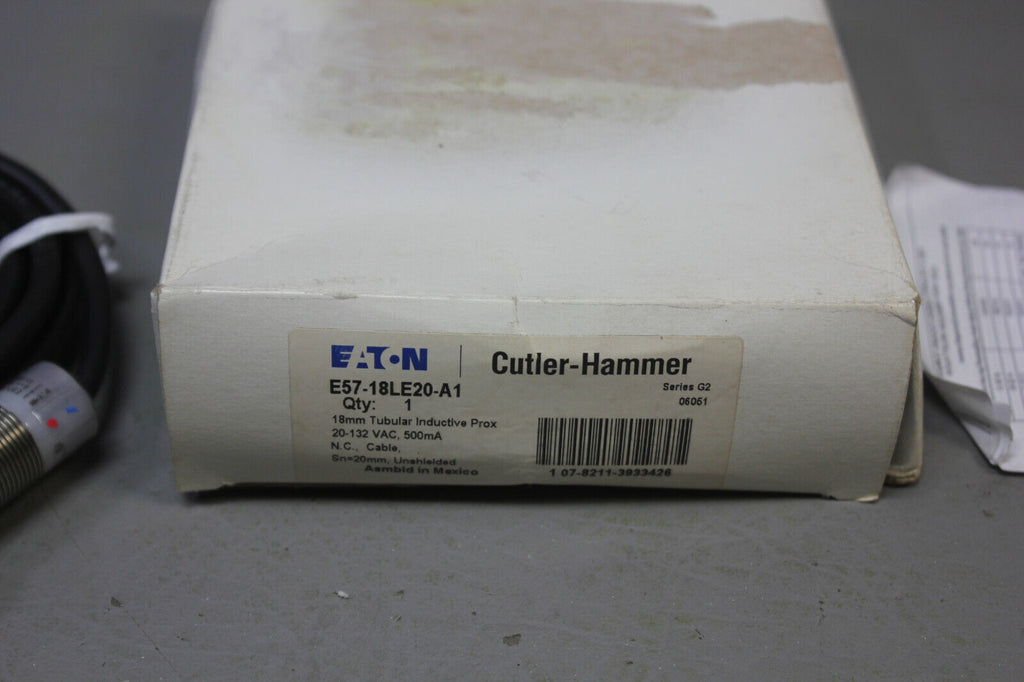 EATON | Cutler-Hammer
E57-18LE20-A1
Series G2
Qty: 1
06051
18mm Tubular Inductive Prox
20-132 VAC, 500mA
N.C., Cable,
Sn=20mm, Unshielded
Asmbld in Mexico
1 07-8211-3933426